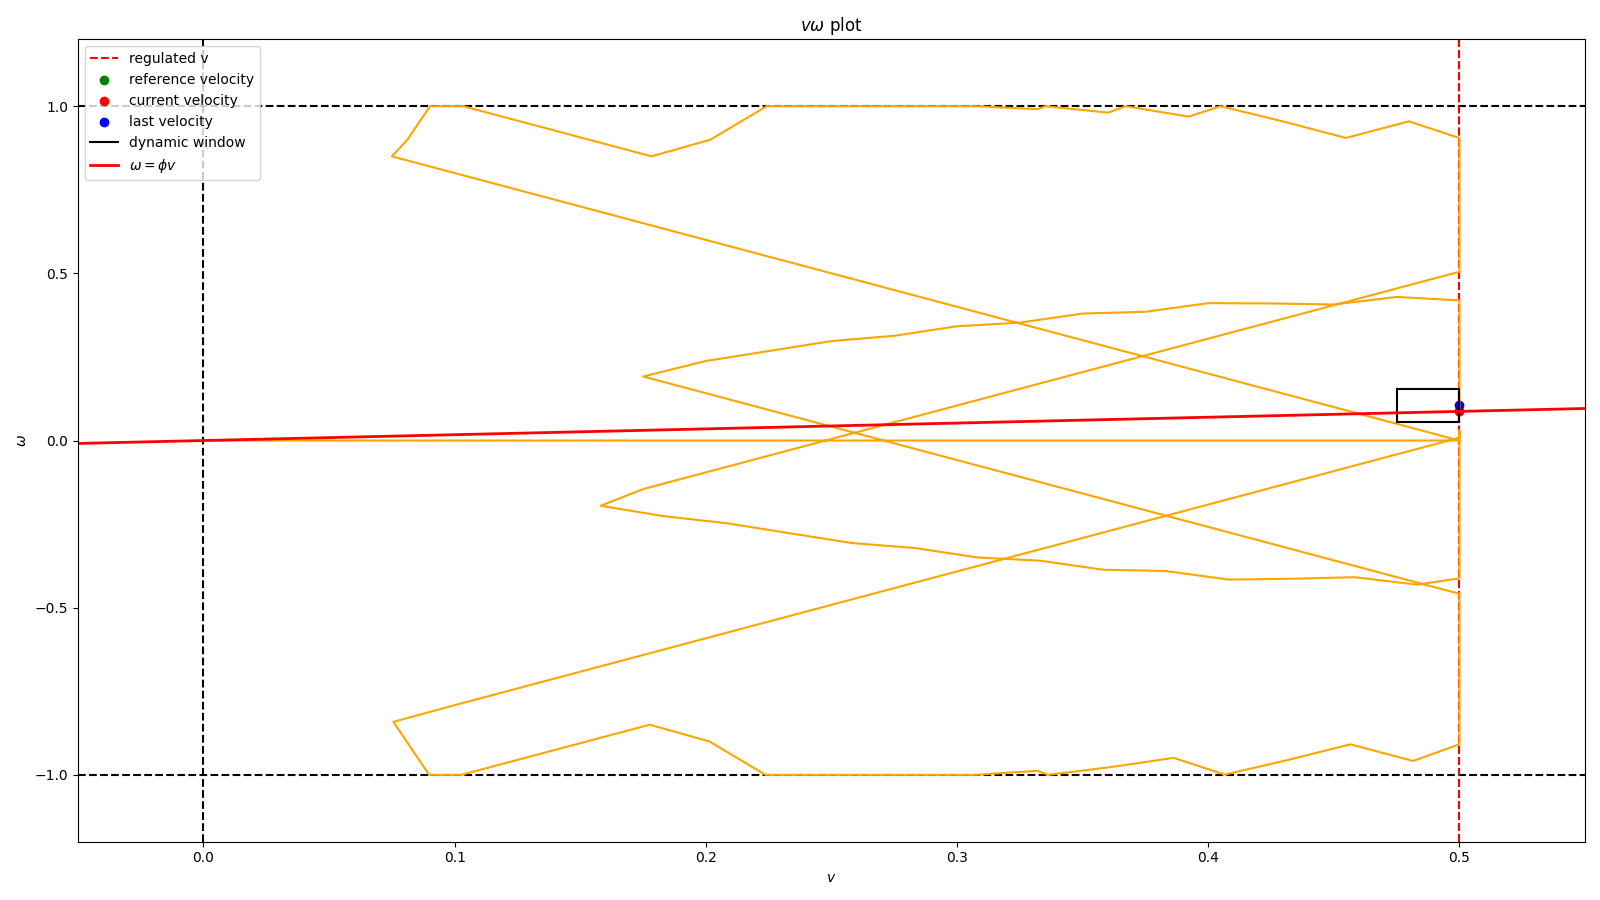 vω plot
regulated v
reference velocity
current velocity
last velocity
dynamic window
ω = ϕv
1.0
0.5
0.0
−0.5
−1.0
ω
0.0 0.1 0.2 0.3 0.4 0.5
v